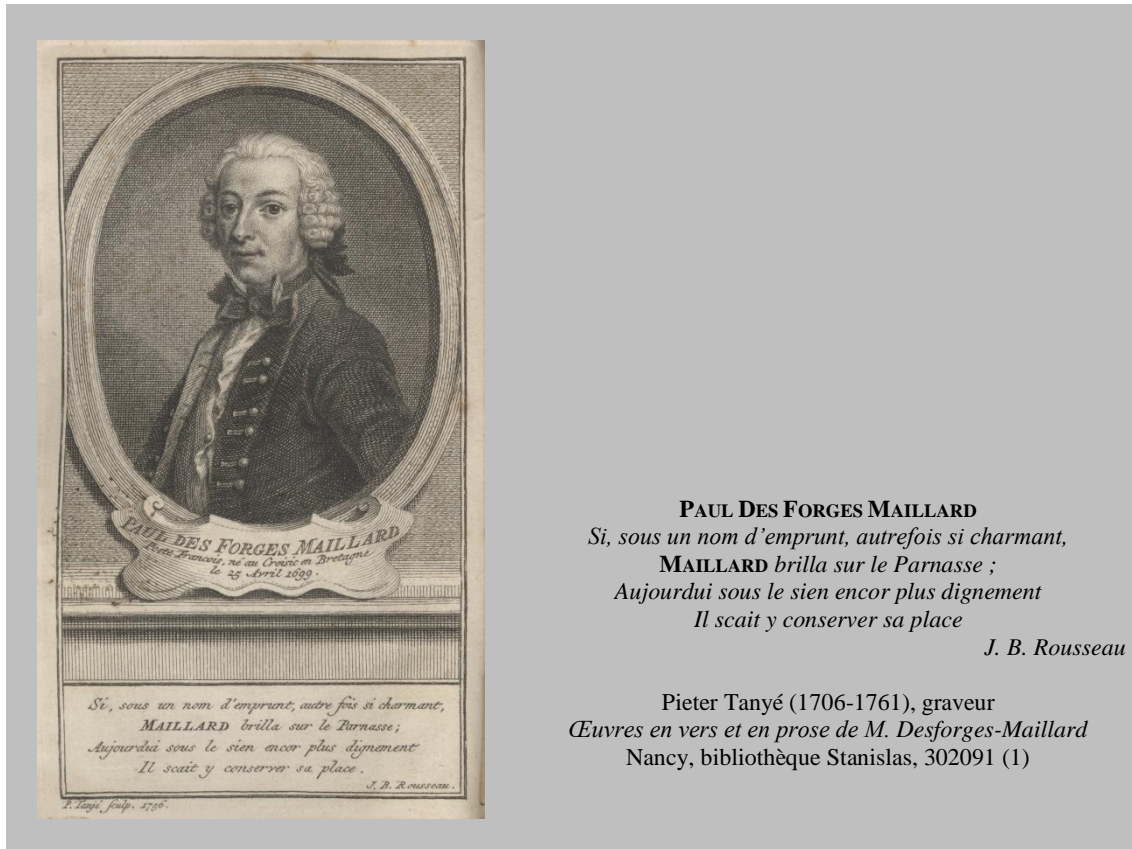 PAUL DES FORGES MAILLARD
Poete François, né au Croisic en Bretagne
le 25 Avril 1699.
Si, sous un nom d'emprunt, autre fois si charmant,
MAILLARD brilla sur le Parnasse;
Aujourdui sous le sien encor plus dignement
Il scait y conserver sa place.
J. B. Rousseau.
P. Tanjé sculp. 1756.
PAUL DES FORGES MAILLARD
Si, sous un nom d'emprunt, autrefois si charmant,
MAILLARD brilla sur le Parnasse ;
Aujourdui sous le sien encor plus dignement
Il scait y conserver sa place
J. B. Rousseau
Pieter Tanyé (1706-1761), graveur
Œuvres en vers et en prose de M. Desforges-Maillard
Nancy, bibliothèque Stanislas, 302091 (1)